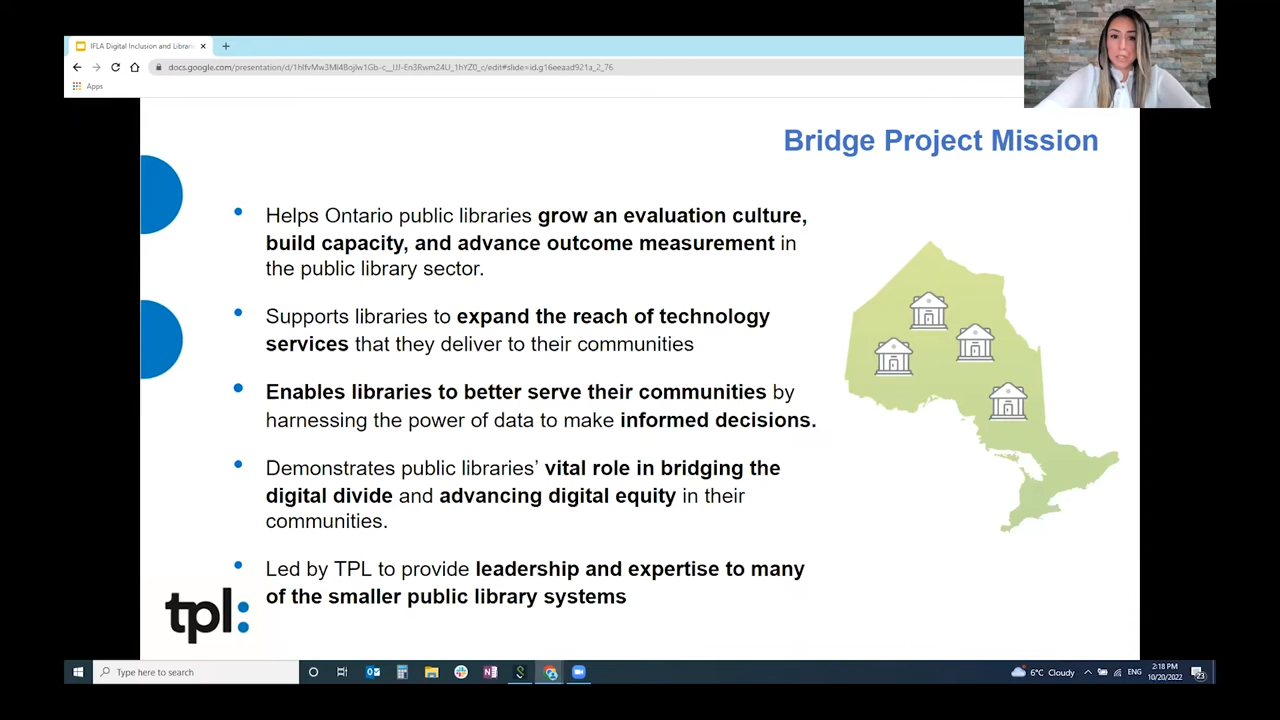 IFLA Digital Inclusion and Librari
docs.google.com/presentation/d/1hlfvMw3Ml48ojIw1Gb-c__lJJ-En3Rwm24U_1hYZ0_c/edit#slide=id.g16eeaad921a_2_76
Apps
Bridge Project Mission
• Helps Ontario public libraries grow an evaluation culture,
build capacity, and advance outcome measurement in
the public library sector.
• Supports libraries to expand the reach of technology
services that they deliver to their communities
• Enables libraries to better serve their communities by
harnessing the power of data to make informed decisions.
• Demonstrates public libraries’ vital role in bridging the
digital divide and advancing digital equity in their
communities.
• Led by TPL to provide leadership and expertise to many
of the smaller public library systems
tpl:
Type here to search
6°C Cloudy
ENG
2:18 PM
10/20/2022
23